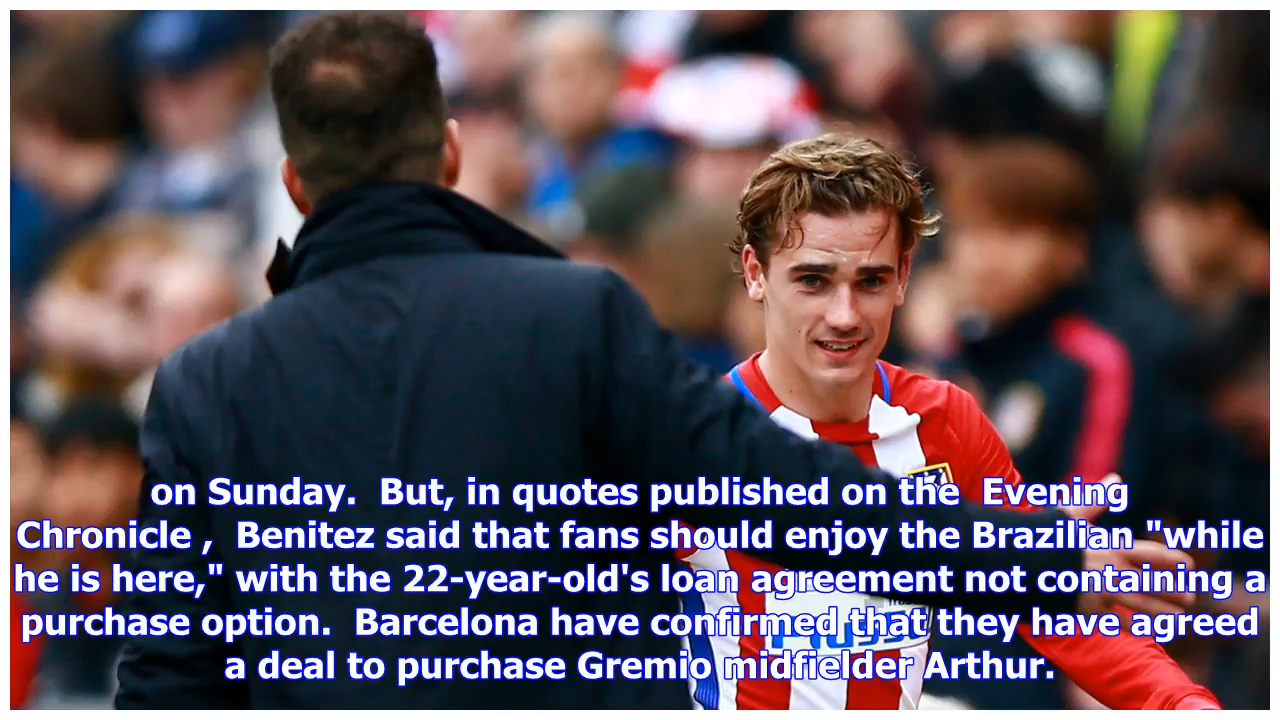 on Sunday.  But, in quotes published on the  Evening
Chronicle ,  Benitez said that fans should enjoy the Brazilian "while
he is here," with the 22-year-old's loan agreement not containing a
purchase option.  Barcelona have confirmed that they have agreed
a deal to purchase Gremio midfielder Arthur.